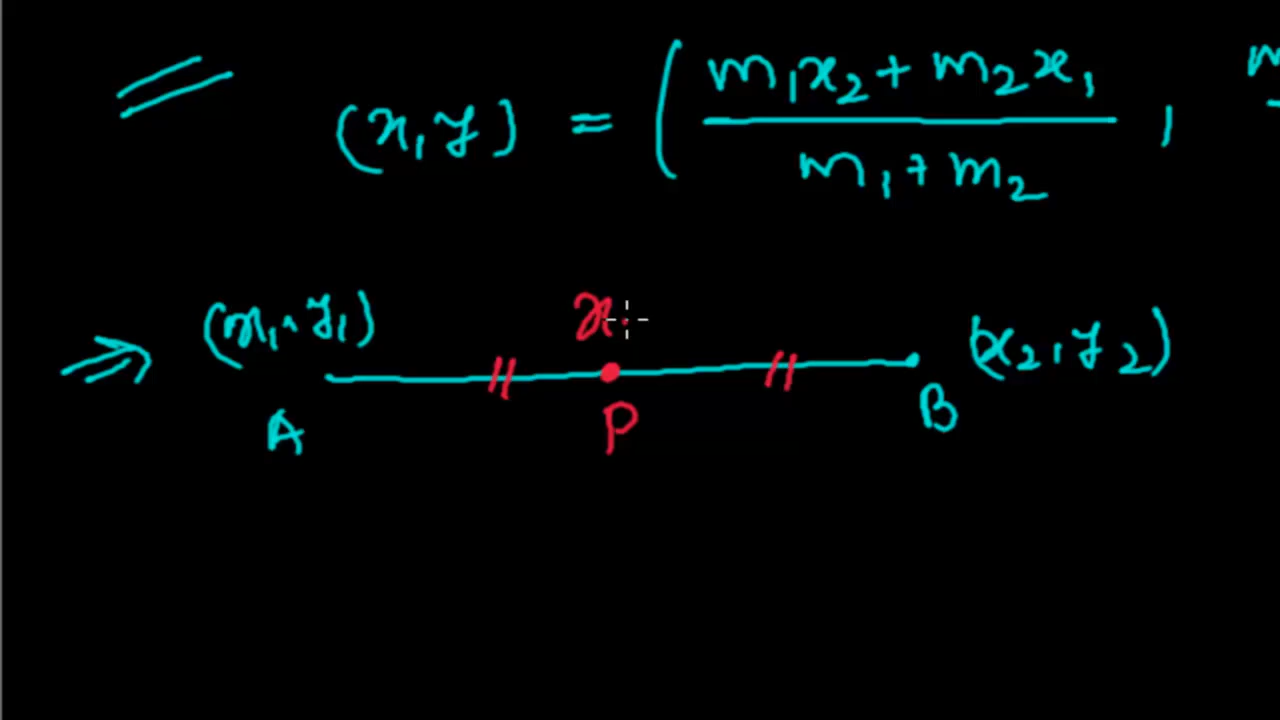 (x, y) = ( m₁x₂ + m₂x₁ / m₁ + m₂ ,
⇒ (x₁, y₁) x, (x₂, y₂)
A P B